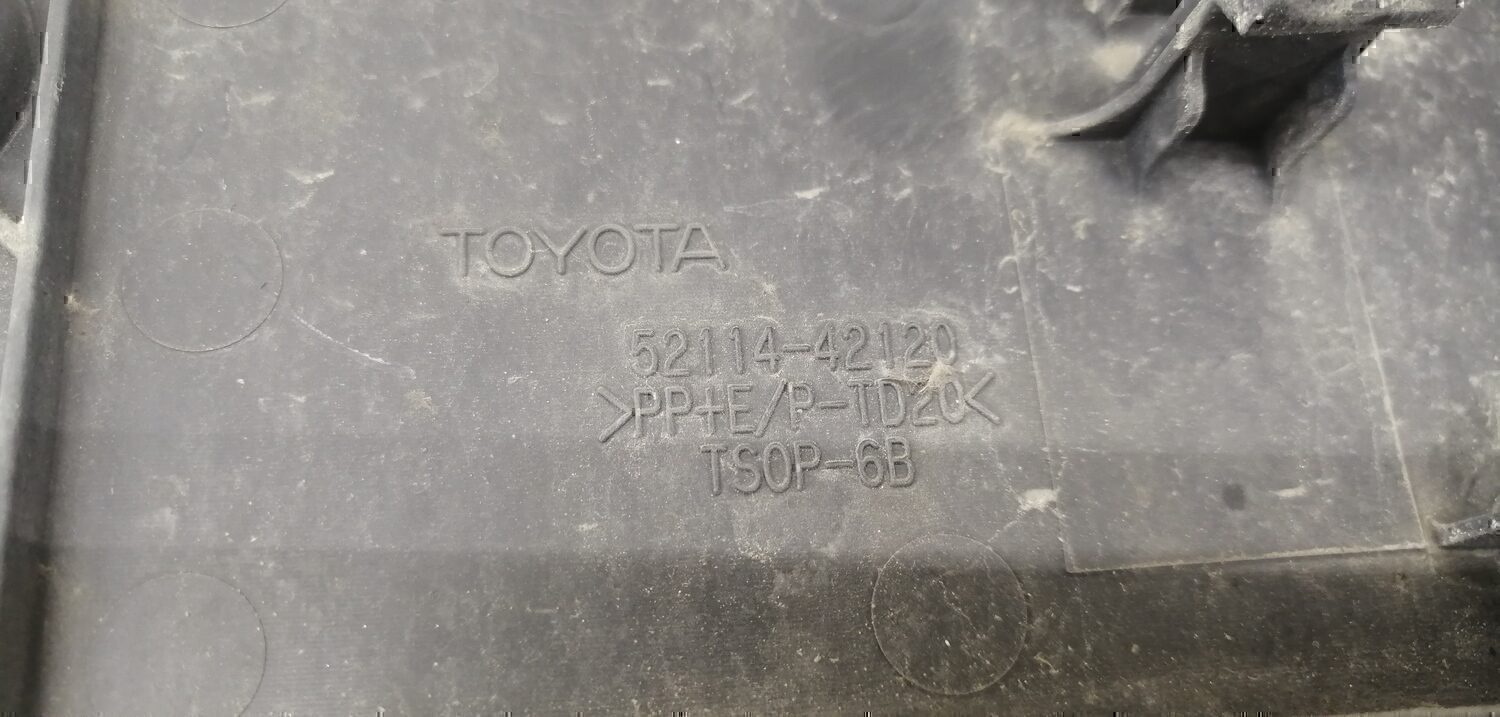 TOYOTA
52114-42120
>PP+E/P-TD20<
TSOP-6B